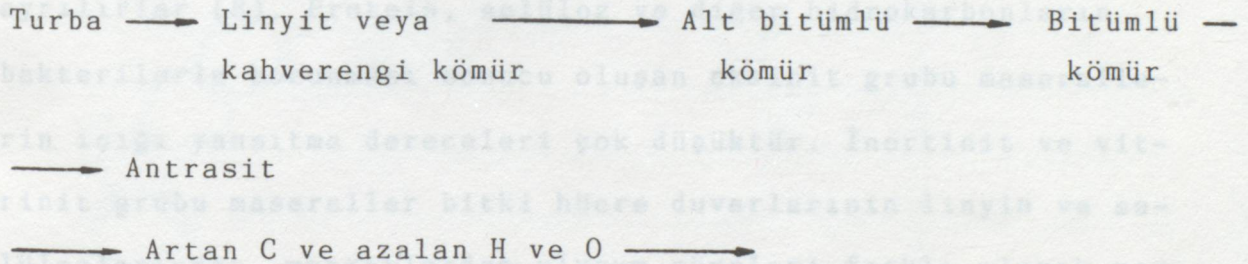 Turba → Linyit veya → Alt bitümlü → Bitümlü →
kahverengi kömür kömür kömür
→ Antrasit
→ Artan C ve azalan H ve O →